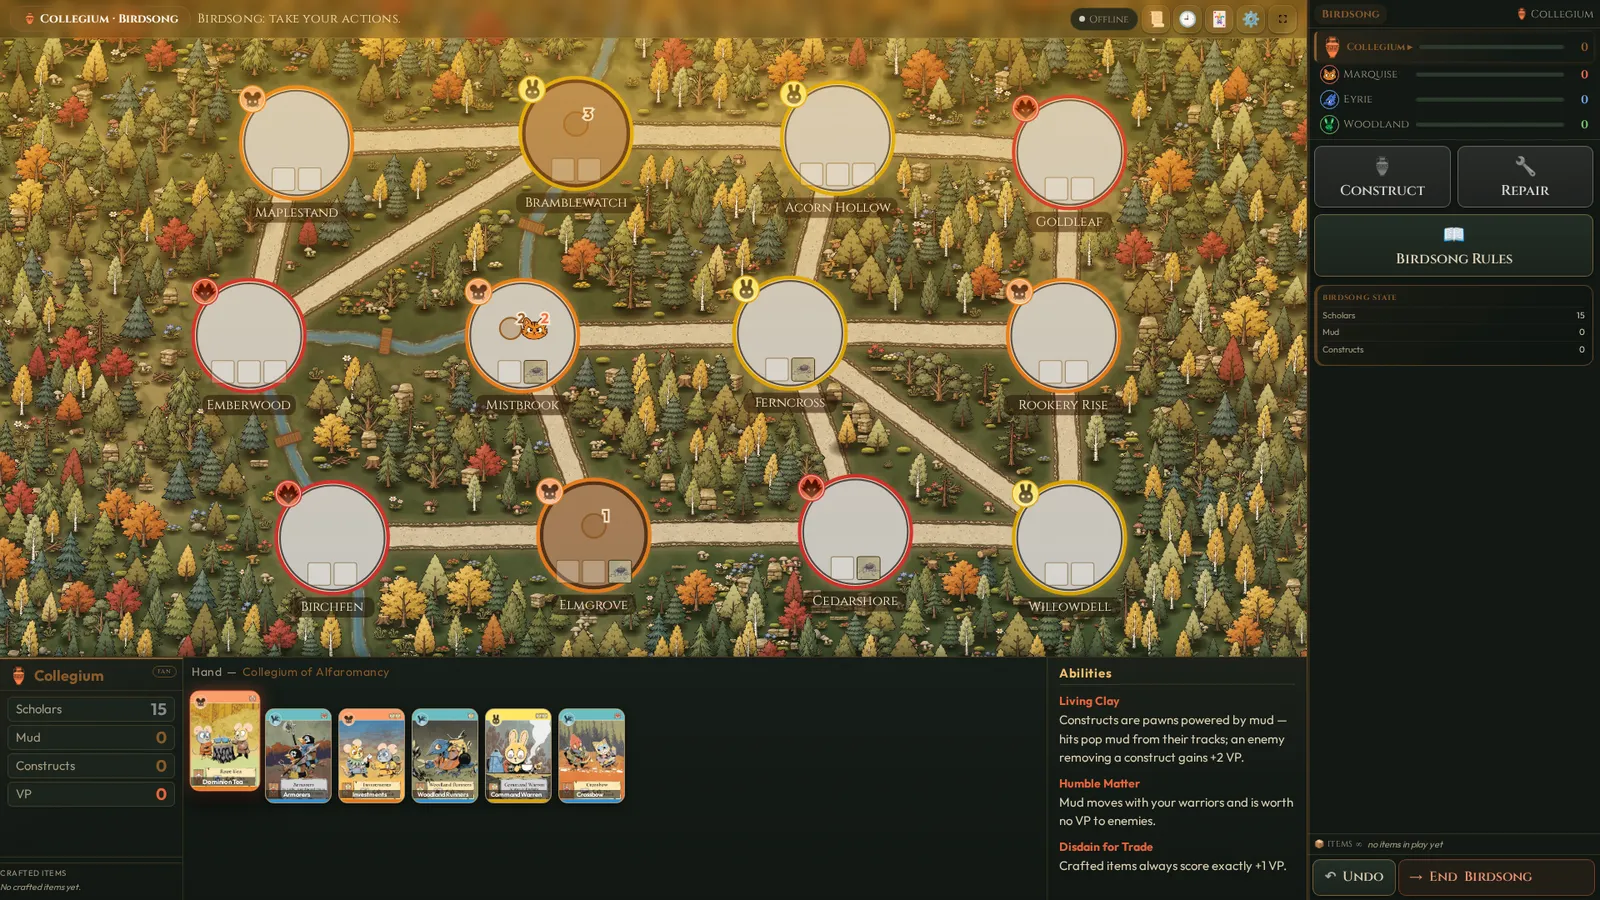 Collegium · Birdsong
Birdsong: take your actions.
Offline
Birdsong
Collegium
Collegium ▸ 0
Marquise 0
Eyrie 0
Woodland 0
Construct
Repair
Birdsong Rules
Birdsong State
Scholars 15
Mud 0
Constructs 0
3
Maplestand
Bramblewatch
Acorn Hollow
Goldleaf
2 2
Emberwood
Mistbrook
Ferncross
Rookery Rise
1
Birchfen
Elmgrove
Cedarshore
Willowdell
Collegium
FAN
Scholars 15
Mud 0
Constructs 0
VP 0
CRAFTED ITEMS
No crafted items yet.
Hand — Collegium of Alfaromancy
Dominion Tea
Armorers
Investments
Woodland Runners
Command Warren
Crossbow
Abilities
Living Clay
Constructs are pawns powered by mud —
hits pop mud from their tracks; an enemy
removing a construct gains +2 VP.
Humble Matter
Mud moves with your warriors and is worth
no VP to enemies.
Disdain for Trade
Crafted items always score exactly +1 VP.
Items ∞ no items in play yet
↶ Undo
→ End Birdsong